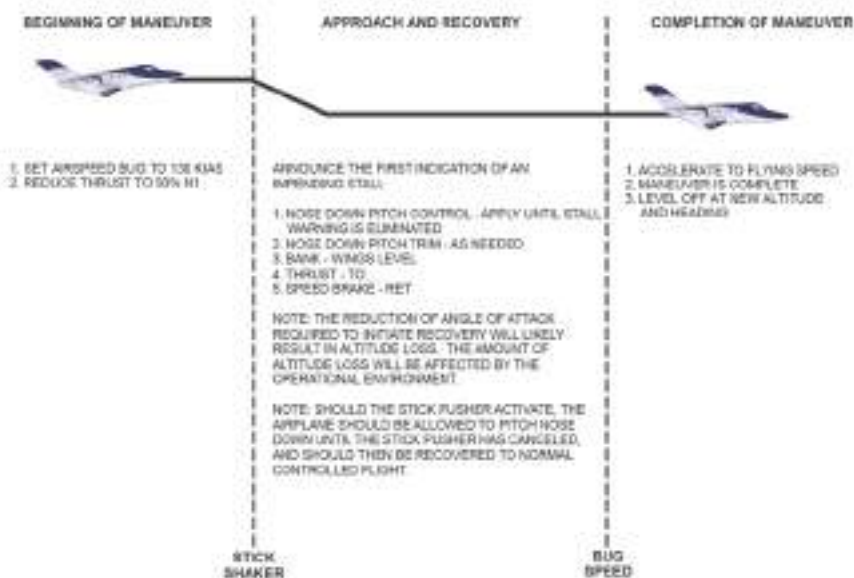 BEGINNING OF MANEUVER
1. SET AIRSPEED BUG TO 130 KIAS
2. REDUCE THRUST TO 50% N1
APPROACH AND RECOVERY
ANNOUNCE THE FIRST INDICATION OF AN
IMPENDING STALL
1. NOSE DOWN PITCH CONTROL - APPLY UNTIL STALL
WARNING IS ELIMINATED
2. NOSE DOWN PITCH TRIM - AS NEEDED
3. BANK - WINGS LEVEL
4. THRUST - TO
5. SPEED BRAKE - RET
NOTE: THE REDUCTION OF ANGLE OF ATTACK
REQUIRED TO INITIATE RECOVERY WILL LIKELY
RESULT IN ALTITUDE LOSS. THE AMOUNT OF
ALTITUDE LOSS WILL BE AFFECTED BY THE
OPERATIONAL ENVIRONMENT.
NOTE: SHOULD THE STICK PUSHER ACTIVATE, THE
AIRPLANE SHOULD BE ALLOWED TO PITCH NOSE
DOWN UNTIL THE STICK PUSHER HAS CANCELED,
AND SHOULD THEN BE RECOVERED TO NORMAL
CONTROLLED FLIGHT.
COMPLETION OF MANEUVER
1. ACCELERATE TO FLYING SPEED
2. MANEUVER IS COMPLETE
3. LEVEL OFF AT NEW ALTITUDE
AND HEADING
STICK
SHAKER
BUG
SPEED